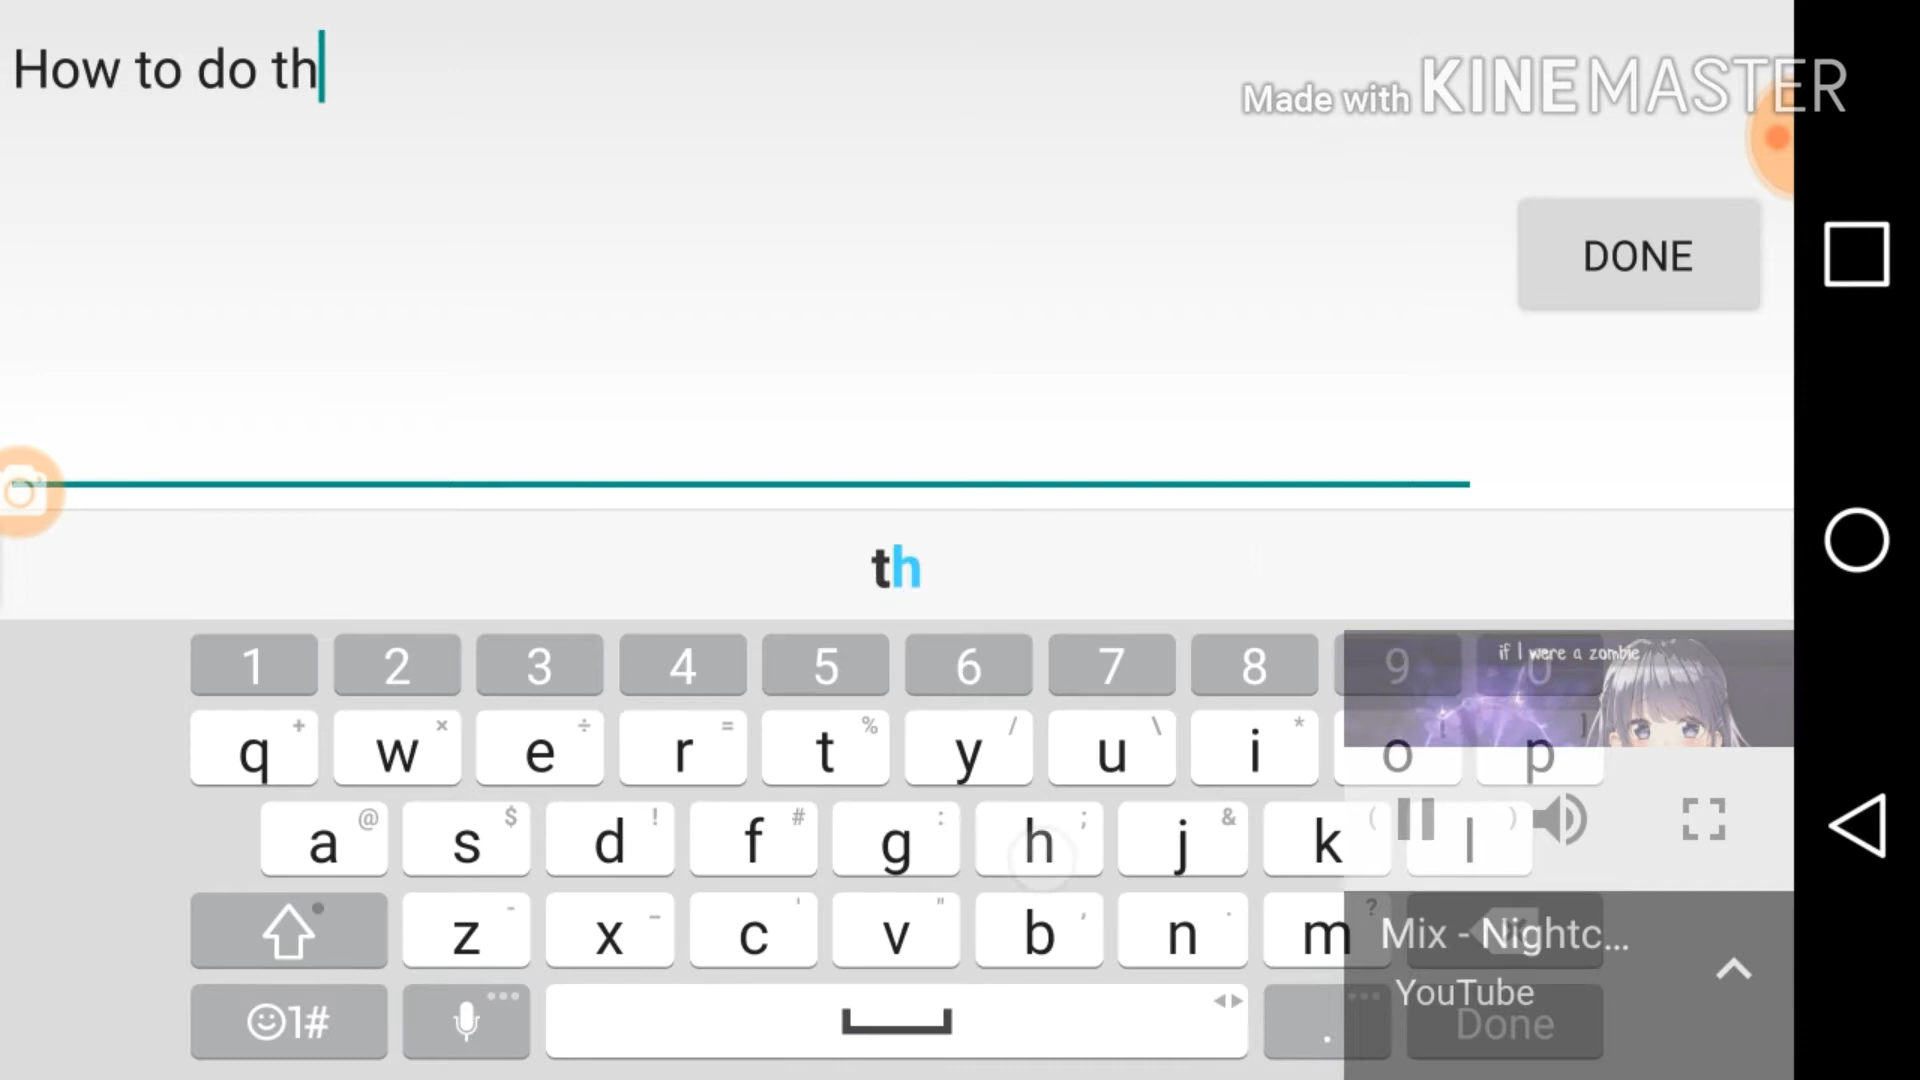 How to do th
Made with KINEMASTER
DONE
th
1 2 3 4 5 6 7 8 9 0
if I were a zombie
+ × ÷ = % / \ *
q w e r t y u i o p
@ $ ! # : ; & ( )
a s d f g h j k l
- _ ' " , . ?
z x c v b n m
Mix - Nightc...
YouTube
☺1# . Done